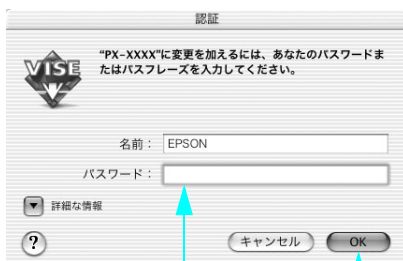 認証
VISE
"PX-XXXX"に変更を加えるには、あなたのパスワードま
たはパスフレーズを入力してください。
名前： EPSON
パスワード：
詳細な情報
?
キャンセル OK